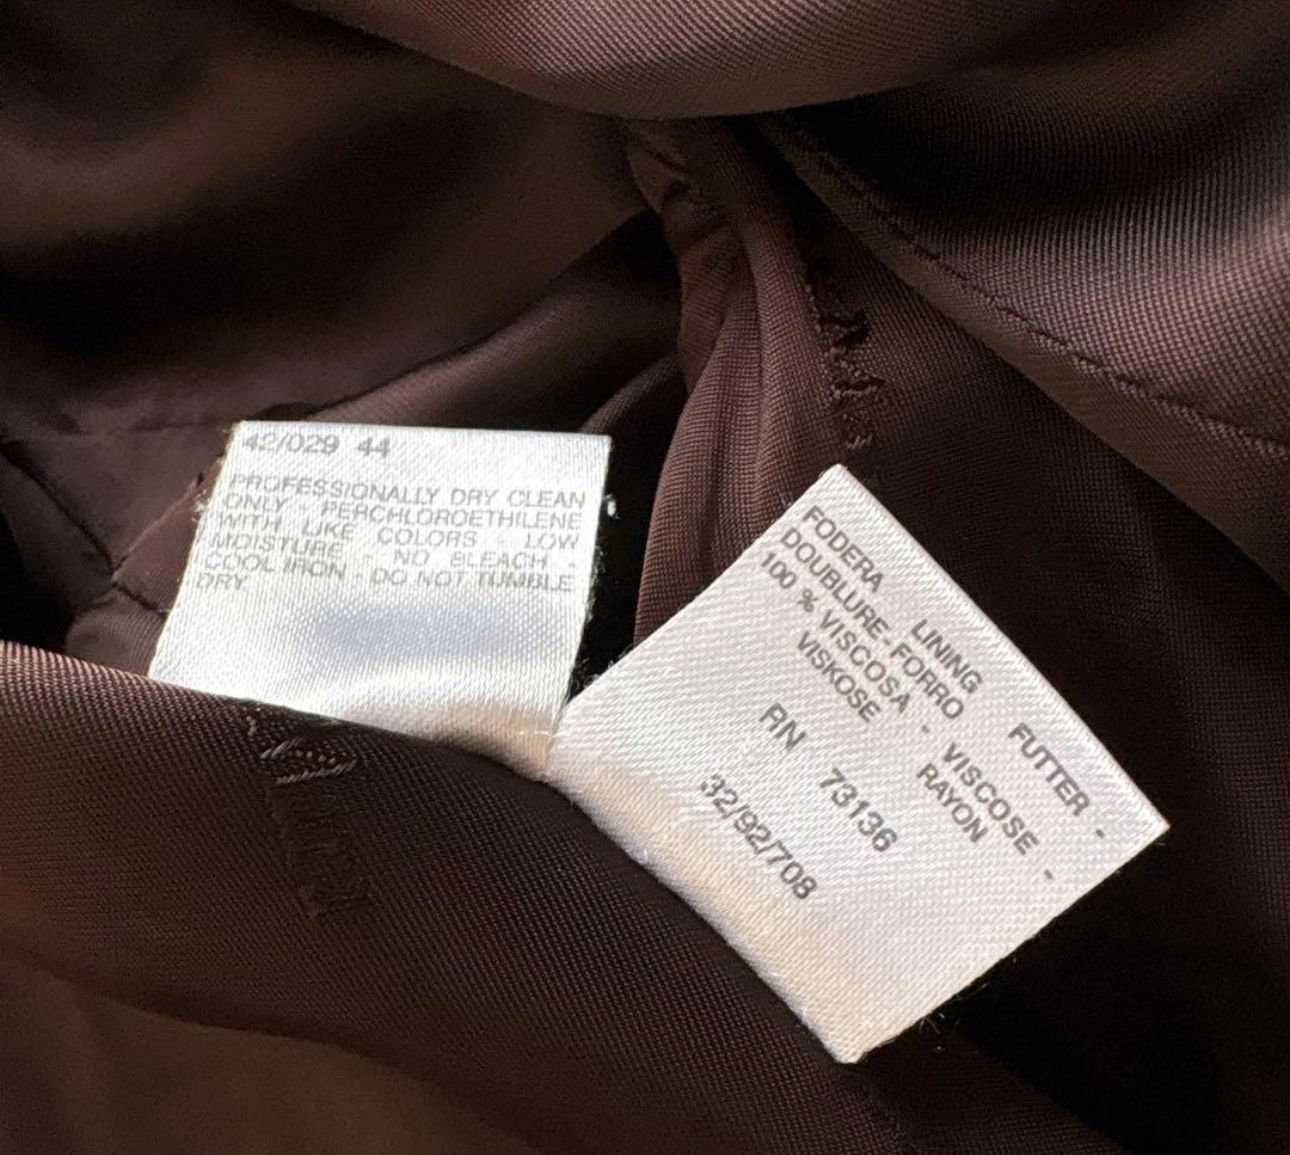 42/029 44
PROFESSIONALLY DRY CLEAN
ONLY - PERCHLOROETHILENE
WITH LIKE COLORS - LOW
MOISTURE - NO BLEACH -
COOL IRON - DO NOT TUMBLE
DRY.
FODERA LINING FUTTER -
DOUBLURE-FORRO
100 % VISCOSA - VISCOSE -
VISKOSE RAYON
RN 73136
32/92/708